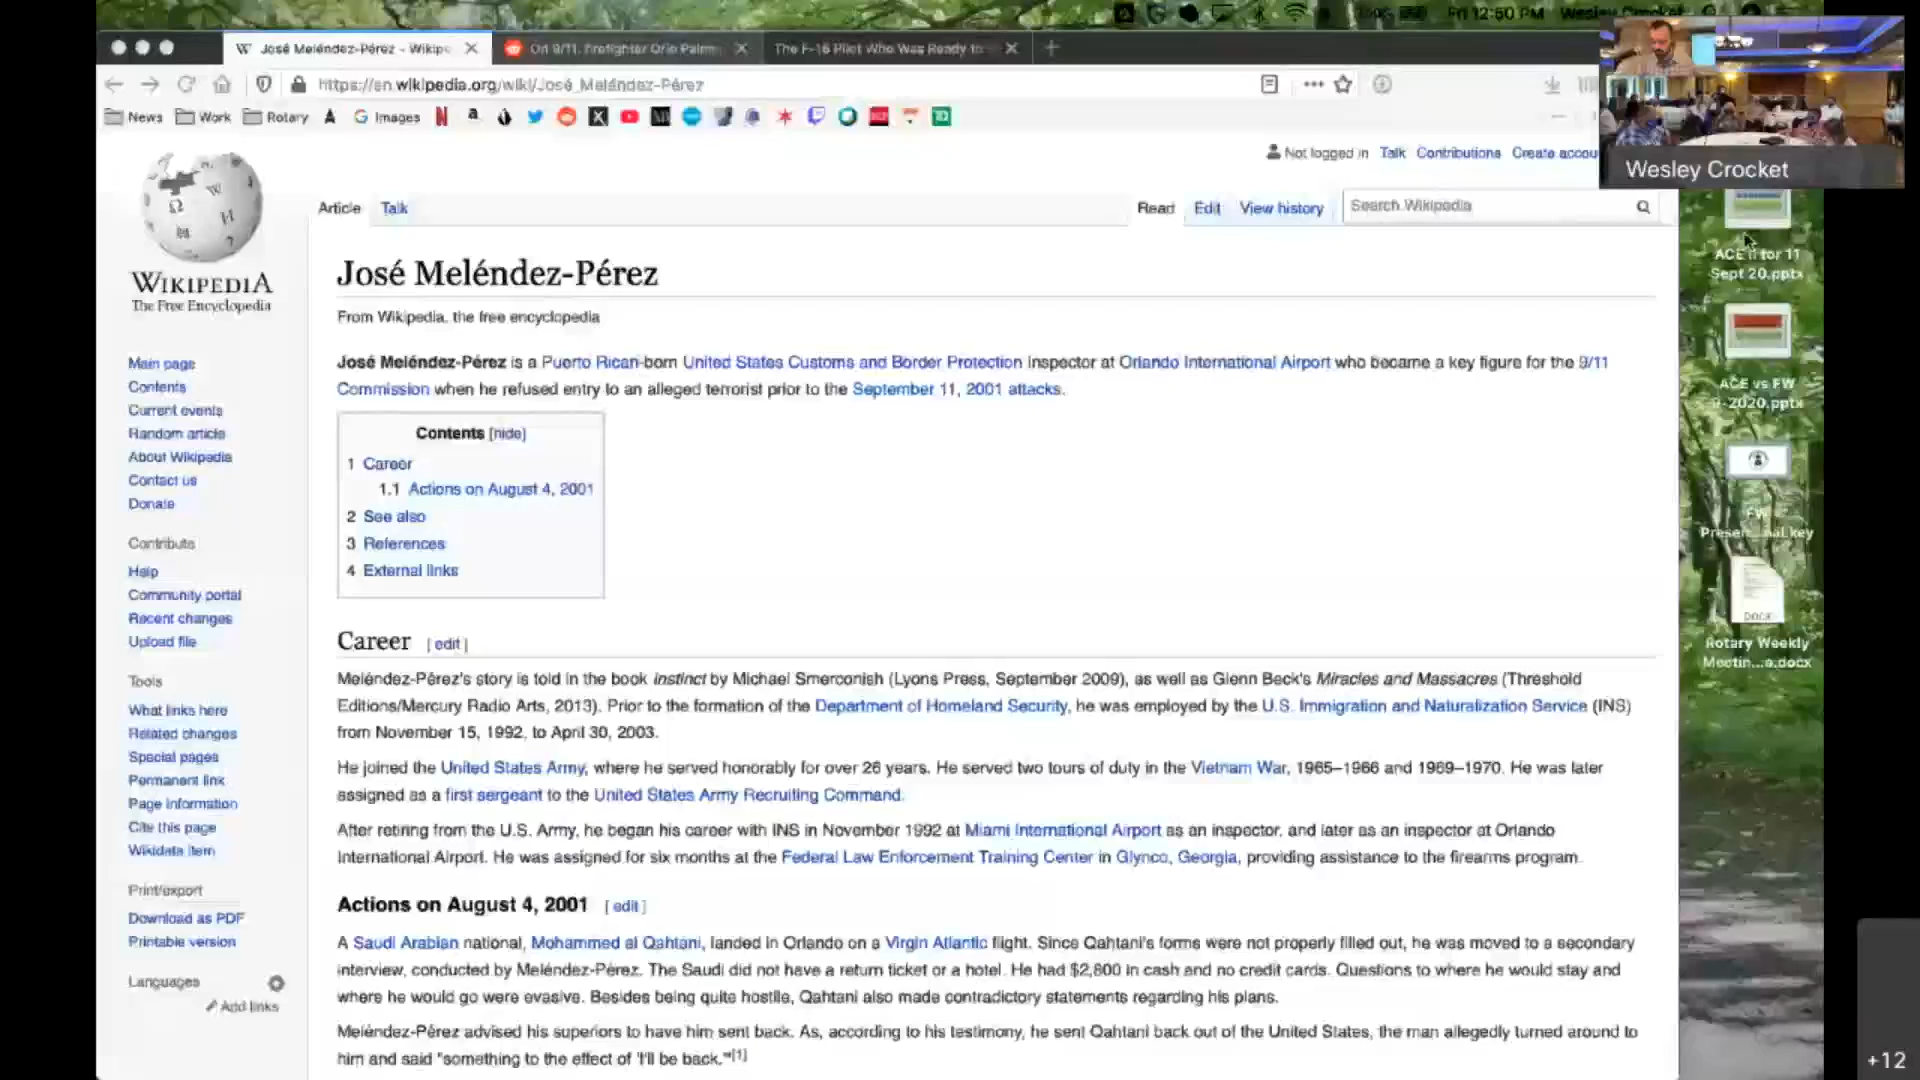 Fri 12:50 PM Wesley Crocket
José Meléndez-Pérez - Wikipe
On 9/11, Firefighter Orio Palm
The F-16 Pilot Who Was Ready to
https://en.wikipedia.org/wiki/José_Meléndez-Pérez
News Work Rotary Images
Wesley Crocket
Not logged in Talk Contributions Create accou
Article Talk Read Edit View history Search Wikipedia
WIKIPEDIA
The Free Encyclopedia
Main page
Contents
Current events
Random article
About Wikipedia
Contact us
Donate
Contribute
Help
Community portal
Recent changes
Upload file
Tools
What links here
Related changes
Special pages
Permanent link
Page information
Cite this page
Wikidata item
Print/export
Download as PDF
Printable version
Languages
Add links
José Meléndez-Pérez
From Wikipedia, the free encyclopedia
José Meléndez-Pérez is a Puerto Rican-born United States Customs and Border Protection Inspector at Orlando International Airport who became a key figure for the 9/11
Commission when he refused entry to an alleged terrorist prior to the September 11, 2001 attacks.
Contents [hide]
1 Career
1.1 Actions on August 4, 2001
2 See also
3 References
4 External links
Career [ edit ]
Meléndez-Pérez's story is told in the book Instinct by Michael Smerconish (Lyons Press, September 2009), as well as Glenn Beck's Miracles and Massacres (Threshold
Editions/Mercury Radio Arts, 2013). Prior to the formation of the Department of Homeland Security, he was employed by the U.S. Immigration and Naturalization Service (INS)
from November 15, 1992, to April 30, 2003.
He joined the United States Army, where he served honorably for over 26 years. He served two tours of duty in the Vietnam War, 1965–1966 and 1969–1970. He was later
assigned as a first sergeant to the United States Army Recruiting Command.
After retiring from the U.S. Army, he began his career with INS in November 1992 at Miami International Airport as an inspector, and later as an inspector at Orlando
International Airport. He was assigned for six months at the Federal Law Enforcement Training Center in Glynco, Georgia, providing assistance to the firearms program.
Actions on August 4, 2001 [ edit ]
A Saudi Arabian national, Mohammed al Qahtani, landed in Orlando on a Virgin Atlantic flight. Since Qahtani's forms were not properly filled out, he was moved to a secondary
interview, conducted by Meléndez-Pérez. The Saudi did not have a return ticket or a hotel. He had $2,800 in cash and no credit cards. Questions to where he would stay and
where he would go were evasive. Besides being quite hostile, Qahtani also made contradictory statements regarding his plans.
Meléndez-Pérez advised his superiors to have him sent back. As, according to his testimony, he sent Qahtani back out of the United States, the man allegedly turned around to
him and said "something to the effect of 'I'll be back.'"[1]
for 11
Sept 20.pptx
ACE vs FW
9-2020.pptx
FW
Presen...nal.key
DOCX
Rotary Weekly
Meetin...a.docx
+12